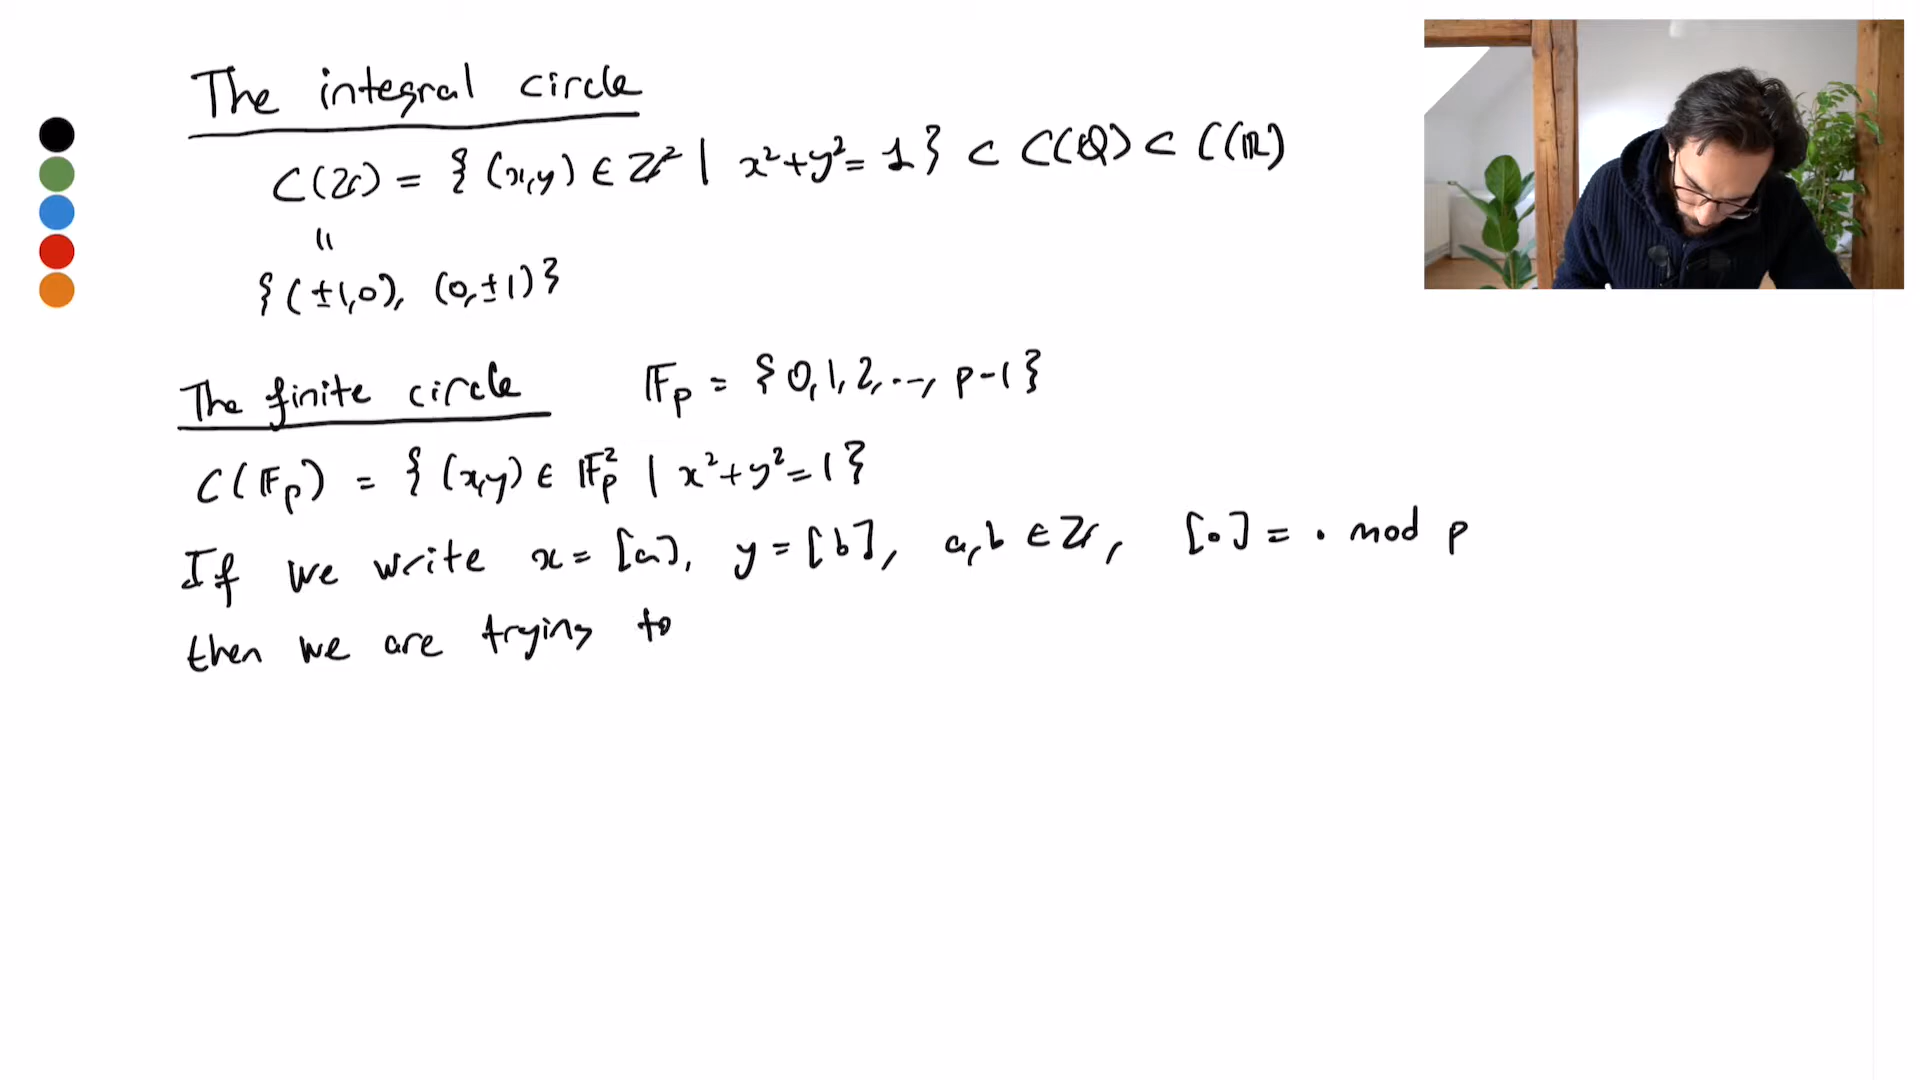 The integral circle
C(ℤ) = {(x,y) ∈ ℤ² | x²+y²= 1} ⊂ C(ℚ) ⊂ C(ℝ)
=
{(±1,0), (0,±1)}
The finite circle 𝔽ₚ = {0,1,2,..., p-1}
C(𝔽ₚ) = {(x,y) ∈ 𝔽ₚ² | x²+y²=1}
If we write x=[a], y=[b], a,b ∈ ℤ, [•] = • mod p
then we are trying to